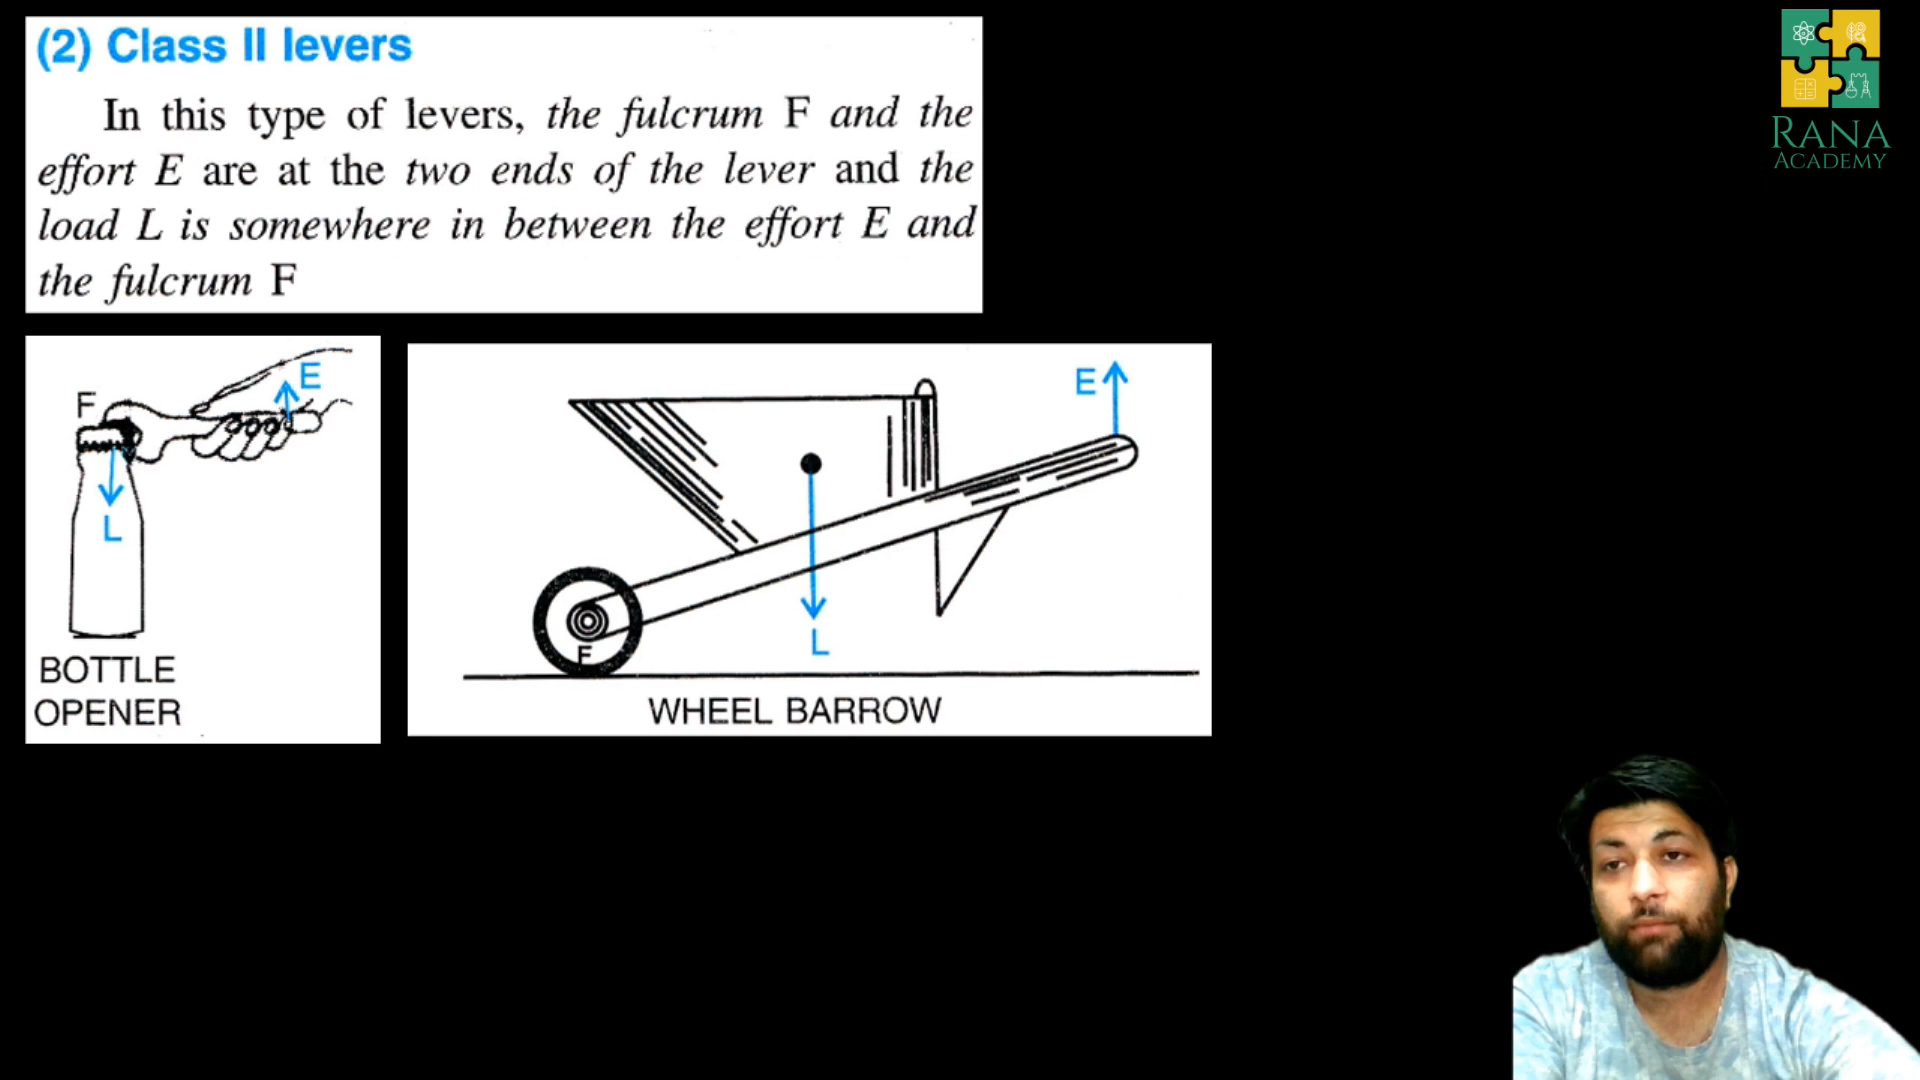 (2) Class II levers
In this type of levers, the fulcrum F and the
effort E are at the two ends of the lever and the
load L is somewhere in between the effort E and
the fulcrum F
RANA
ACADEMY
F
E
L
BOTTLE
OPENER
E
L
F
WHEEL BARROW